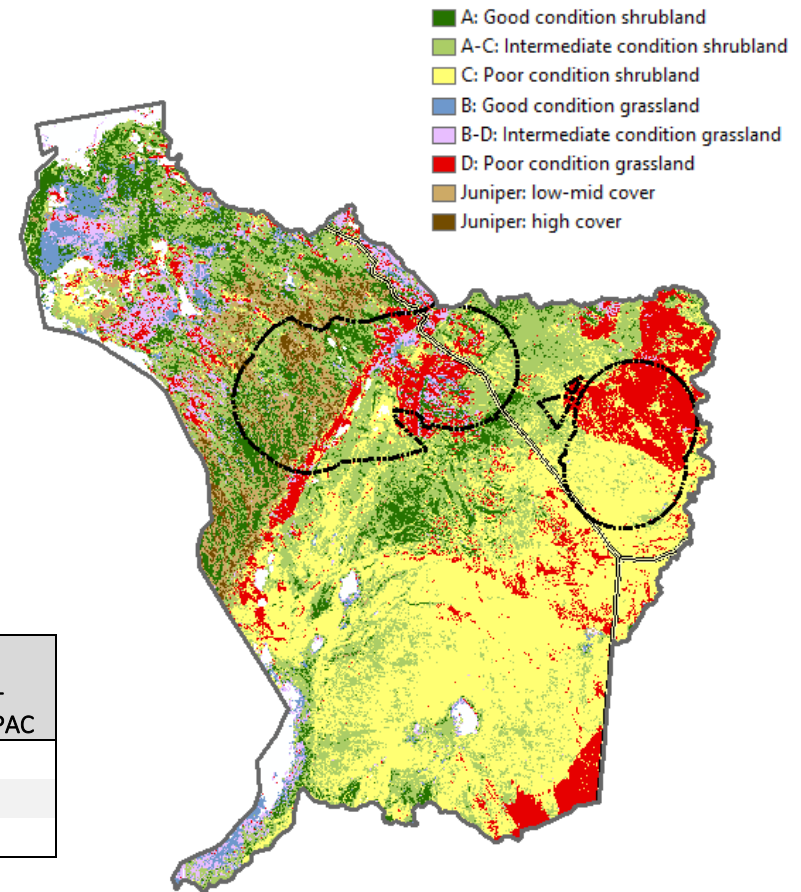 A: Good condition shrubland
A-C: Intermediate condition shrubland
C: Poor condition shrubland
B: Good condition grassland
B-D: Intermediate condition grassland
D: Poor condition grassland
Juniper: low-mid cover
Juniper: high cover
PAC